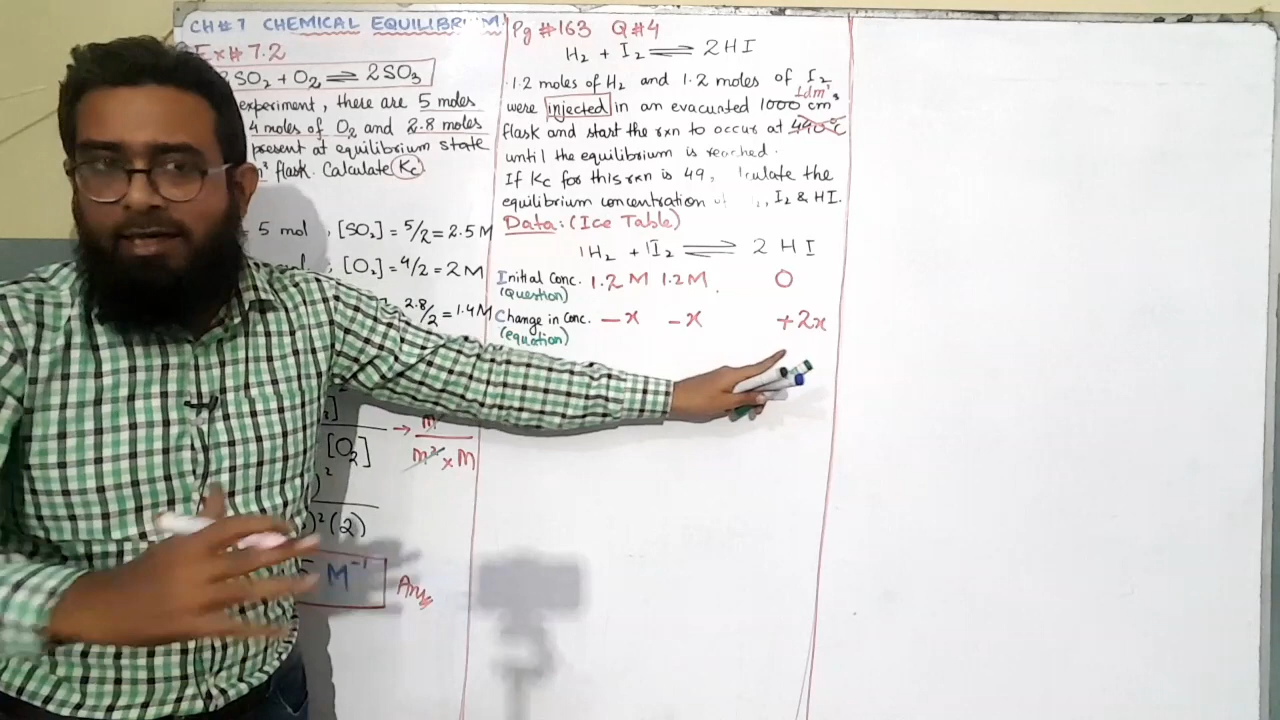 CH # 7 CHEMICAL EQUILIBRIUM
Ex # 7.2
2SO₂ + O₂ ⇌ 2SO₃
experiment, there are 5 moles
4 moles of O₂ and 2.8 moles
present at equilibrium state
flask. Calculate Kc
= 5 mol, [SO₂] = 5/2 = 2.5 M
[O₂] = 4/2 = 2 M
2.8/2 = 1.4 M
[O₂] → M² / M² × M
)² (2)
M⁻¹ Ans
Pg # 163 Q # 4
H₂ + I₂ ⇌ 2HI
1.2 moles of H₂ and 1.2 moles of I₂
1dm³
were injected in an evacuated 1000 cm³
flask and start the rxn to occur at 440°C
until the equilibrium is reached.
If Kc for this rxn is 49, lculate the
equilibrium concentration I₂ & HI.
Data: (Ice Table)
1H₂ + 1I₂ ⇌ 2 HI
Initial Conc. 1.2 M 1.2 M. 0
(Question)
Change in Conc. -x -x +2x
(equation)